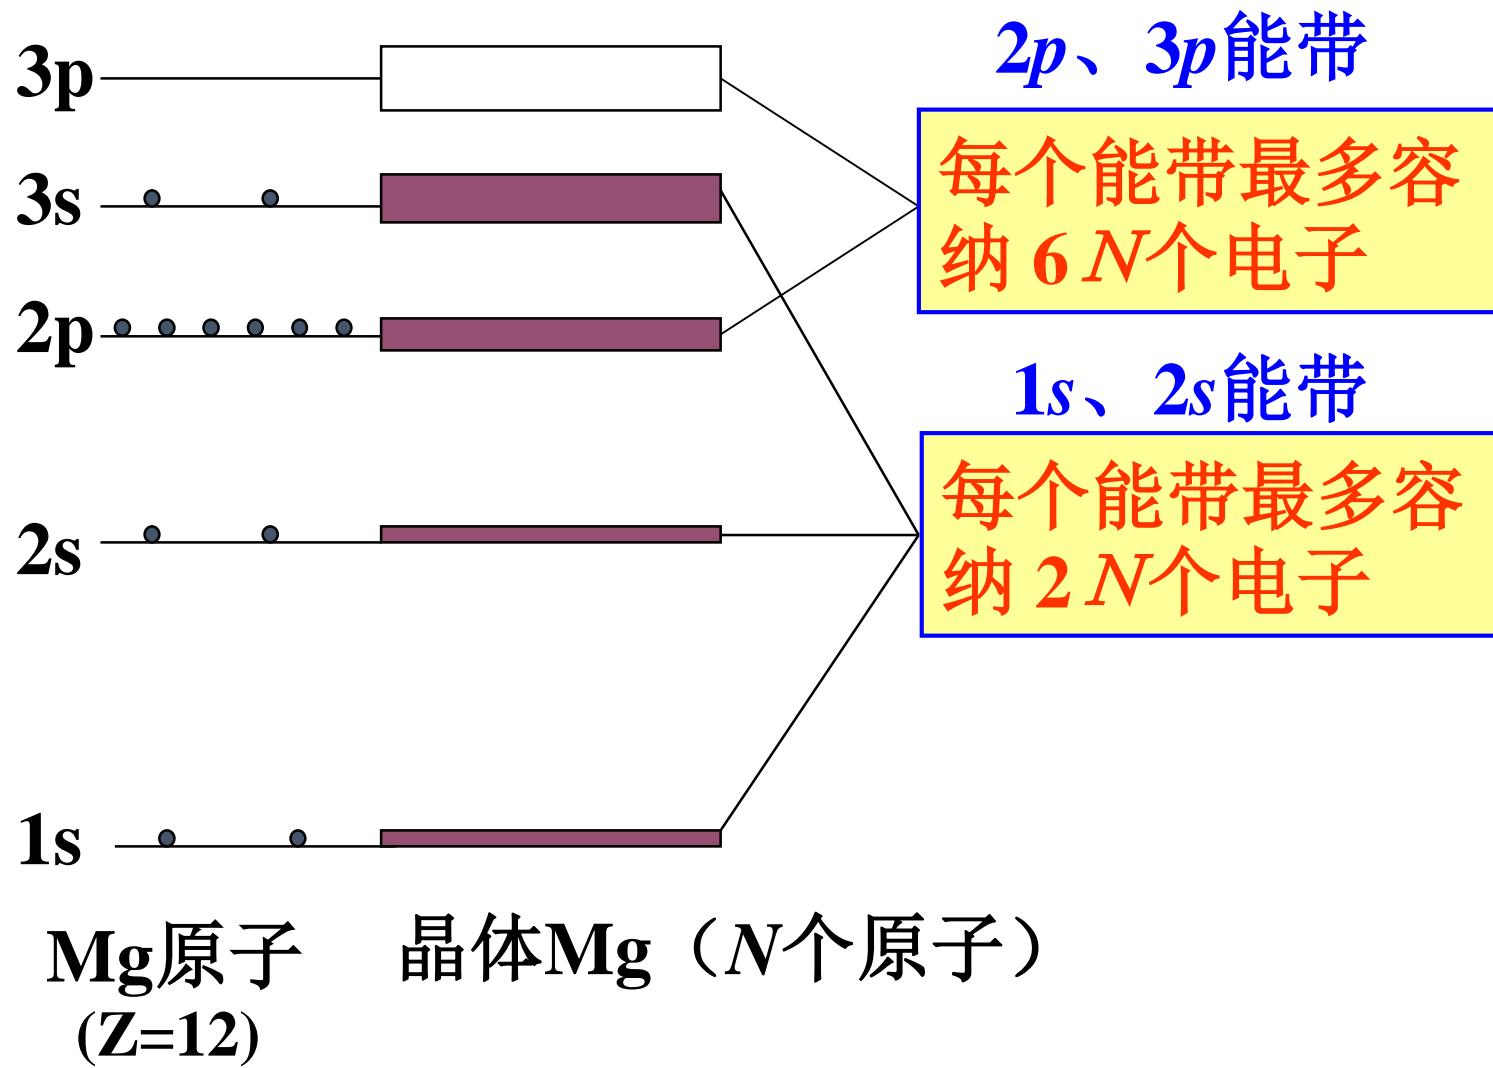 3p
3s
2p
2s
1s
Mg原子
(Z=12)
晶体Mg（N个原子）
2p、3p能带
每个能带最多容
纳 6 N个电子
1s、2s能带
每个能带最多容
纳 2 N个电子